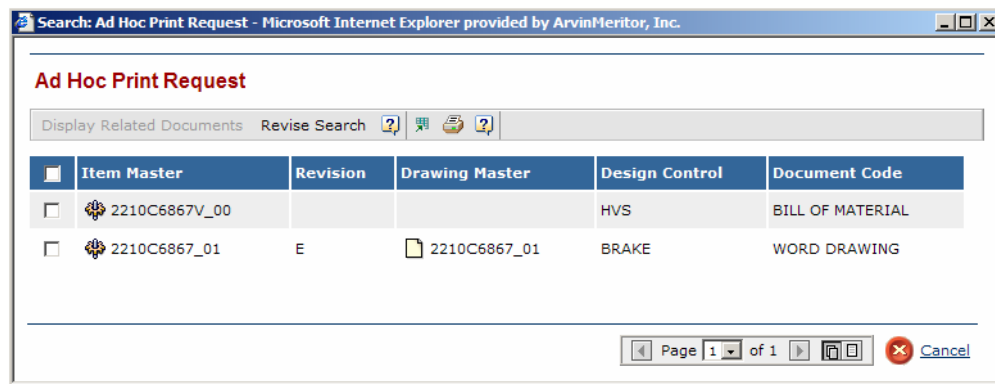 Search: Ad Hoc Print Request - Microsoft Internet Explorer provided by ArvinMeritor, Inc.
Ad Hoc Print Request
Display Related Documents Revise Search
Item Master Revision Drawing Master Design Control Document Code
2210C6867V_00 HVS BILL OF MATERIAL
2210C6867_01 E 2210C6867_01 BRAKE WORD DRAWING
Page 1 of 1 Cancel